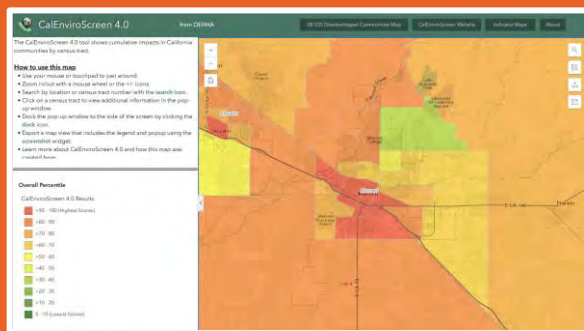 CalEnviroScreen 4.0
from OEHHA
SB 535 Disadvantaged Communities Map
CalEnviroScreen Website
Indicator Maps
About
The CalEnviroScreen 4.0 tool shows cumulative impacts in California
communities by census tract.
How to use this map
• Use your mouse or touchpad to pan around.
• Zoom in/out with a mouse wheel or the +/- icons
• Search by location or census tract number with the search icon.
• Click on a census tract to view additional information in the pop-
up window.
• Dock the pop up window to the side of the screen by clicking the
dock icon.
• Export a map view that includes the legend and popup using the
screenshot widget.
• Learn more about CalEnviroScreen 4.0 and how this map was
created here
Overall Percentile
CalEnviroScreen 4.0 Results
>90 - 100 (Highest Scores)
>80 - 90
>70 - 80
>60 - 70
>50 - 60
>40 - 50
>30 - 40
>20 - 30
>10 - 20
0 - 10 (Lowest Scores)
Atwater
Merced
Planada
E CA-140